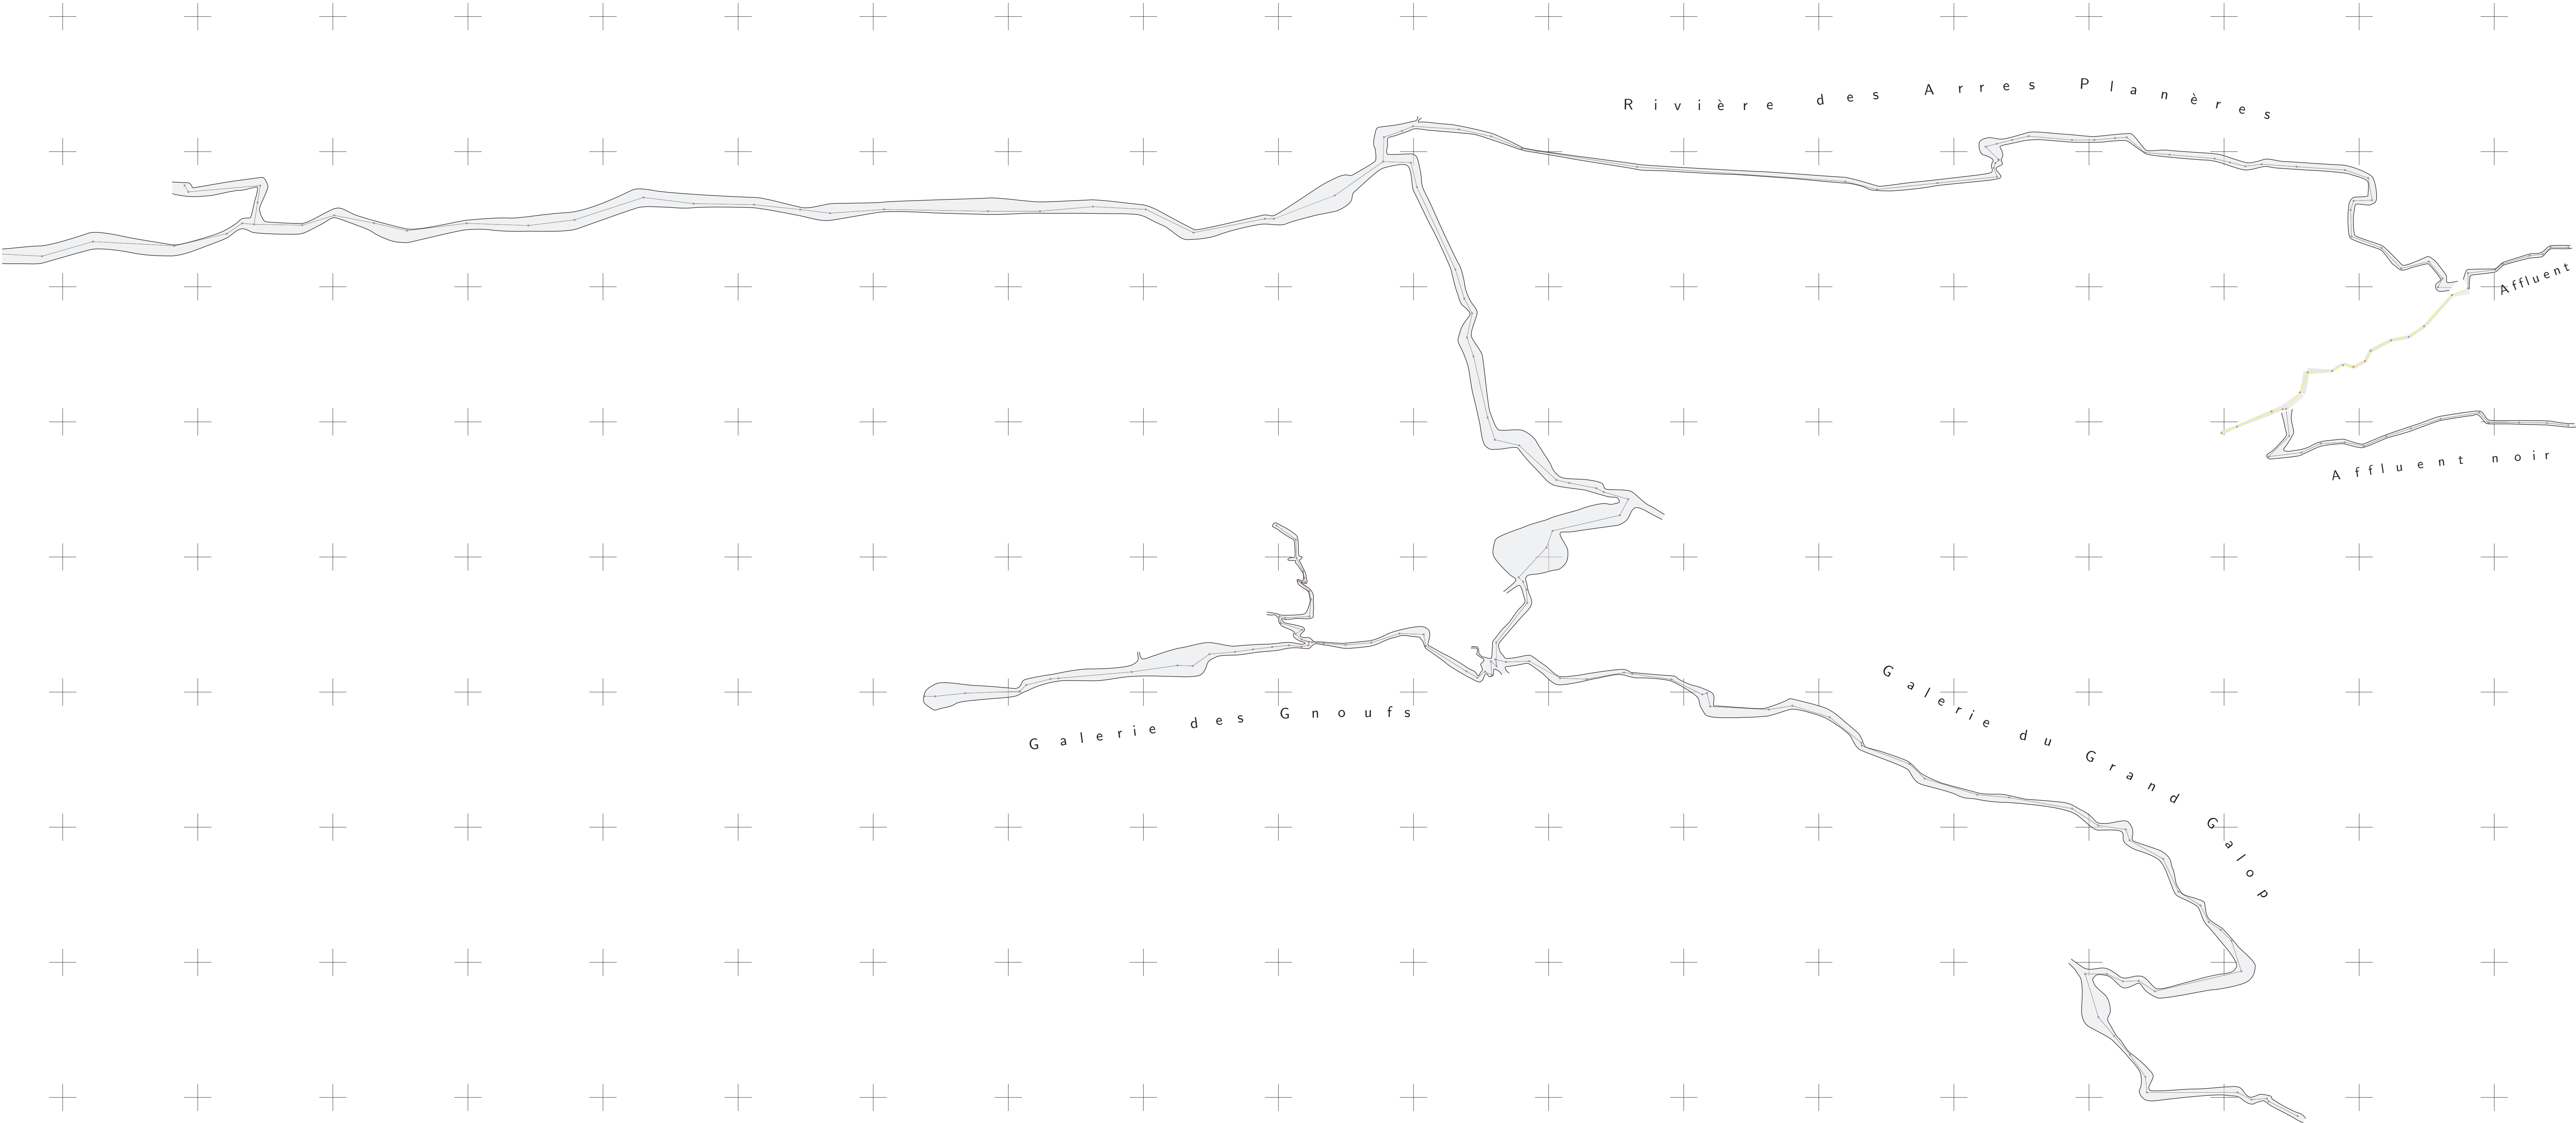 Rivière des Arres Planères
Affluent
Affluent noir
Galerie des Gnoufs
Galerie du Grand Galop